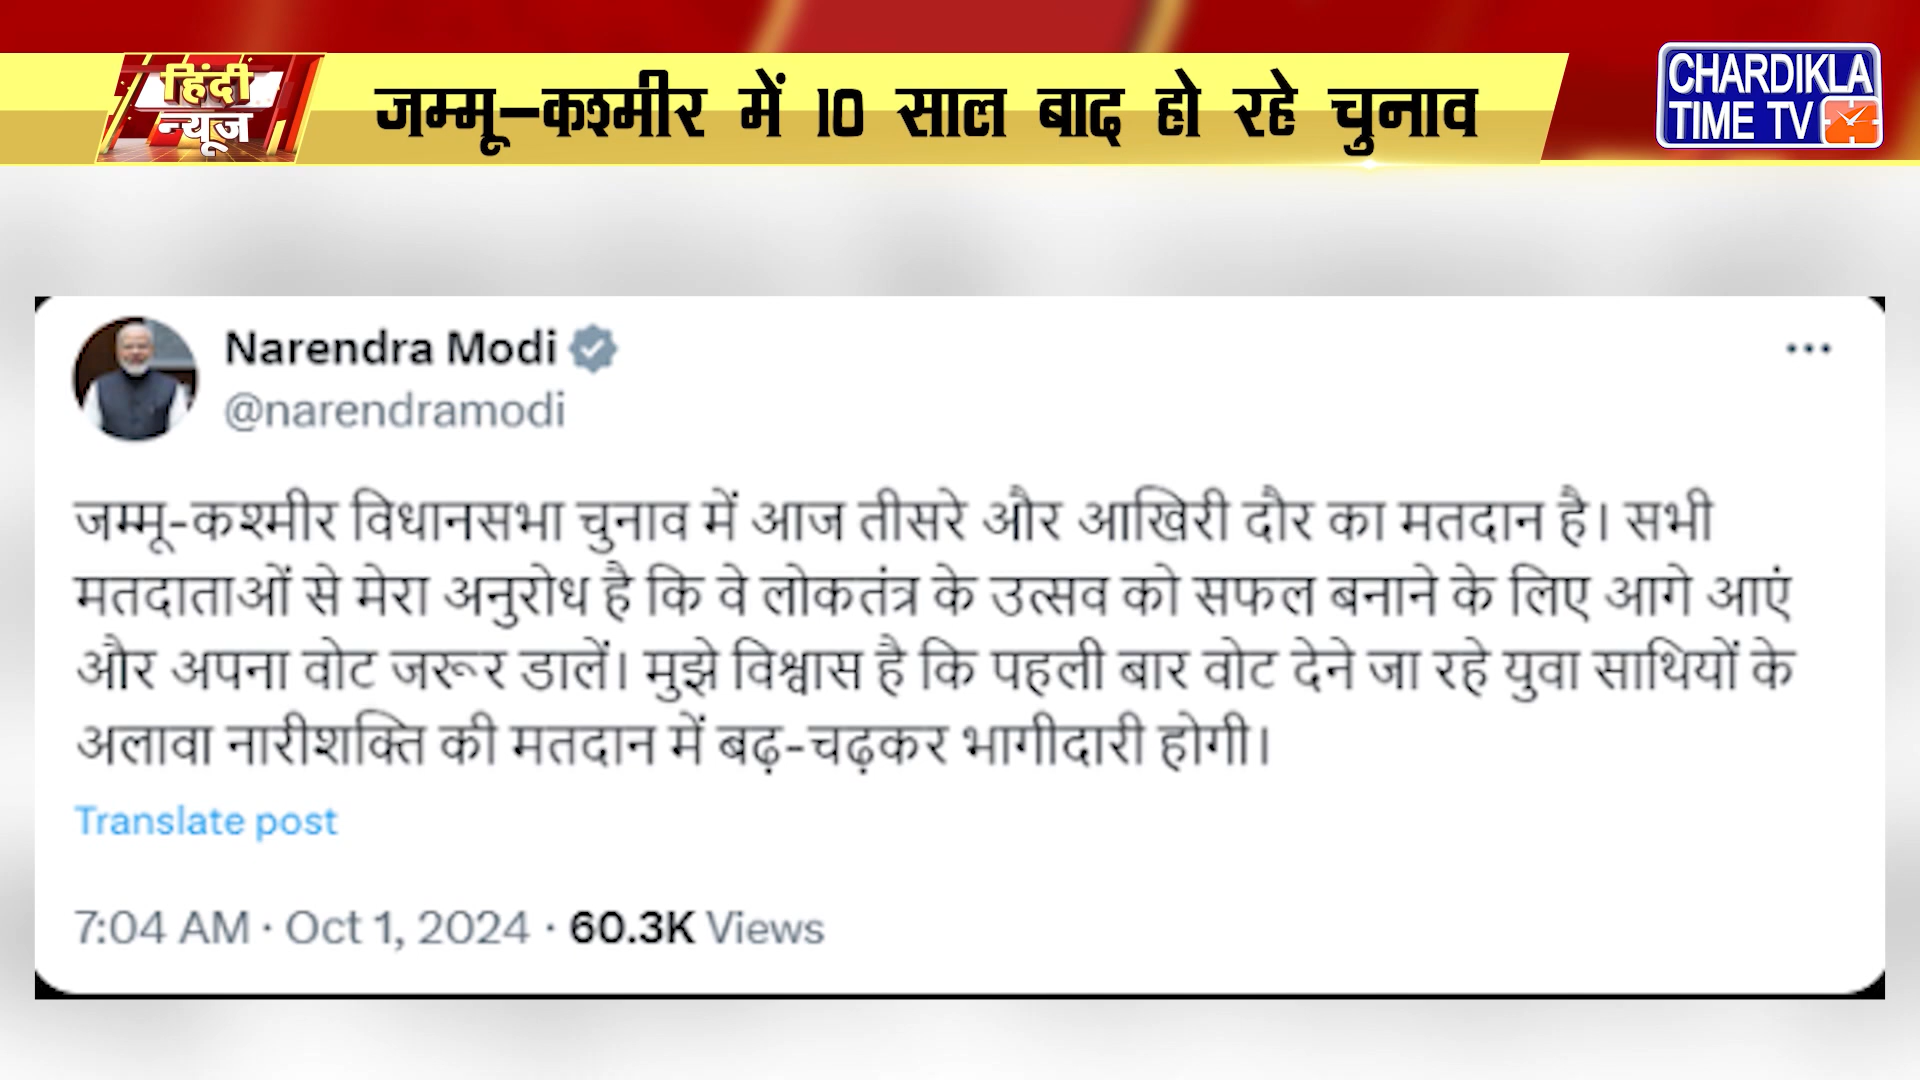 हिंदी
न्यूज
जम्मू-कश्मीर में 10 साल बाद हो रहे चुनाव
CHARDIKLA
TIME TV
Narendra Modi
@narendramodi
जम्मू-कश्मीर विधानसभा चुनाव में आज तीसरे और आखिरी दौर का मतदान है। सभी
मतदाताओं से मेरा अनुरोध है कि वे लोकतंत्र के उत्सव को सफल बनाने के लिए आगे आएं
और अपना वोट जरूर डालें। मुझे विश्वास है कि पहली बार वोट देने जा रहे युवा साथियों के
अलावा नारीशक्ति की मतदान में बढ़-चढ़कर भागीदारी होगी।
Translate post
7:04 AM · Oct 1, 2024 · 60.3K Views